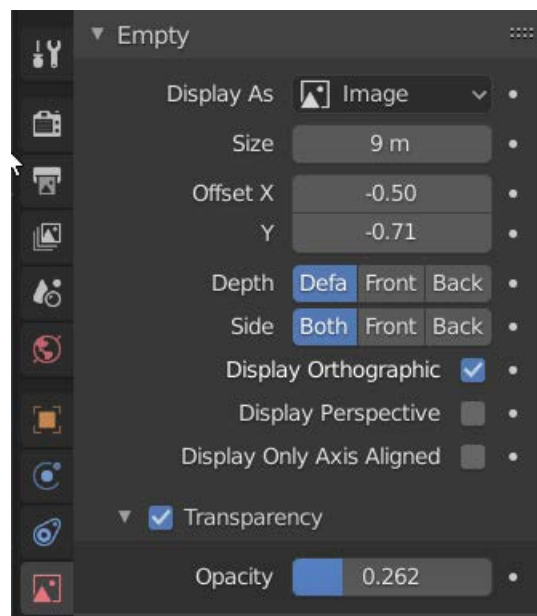 Empty
Display As Image
Size 9 m
Offset X -0.50
Y -0.71
Depth Defa Front Back
Side Both Front Back
Display Orthographic
Display Perspective
Display Only Axis Aligned
Transparency
Opacity 0.262